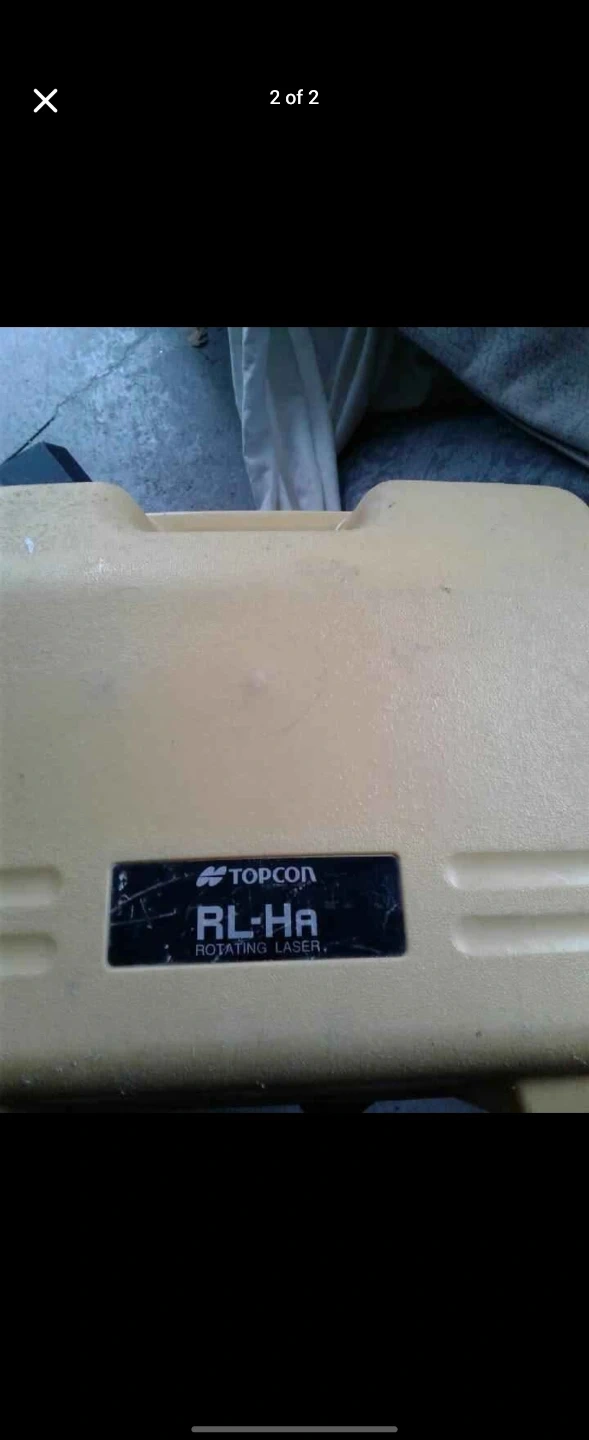 2 of 2
TOPCON
RL-HA
ROTATING LASER